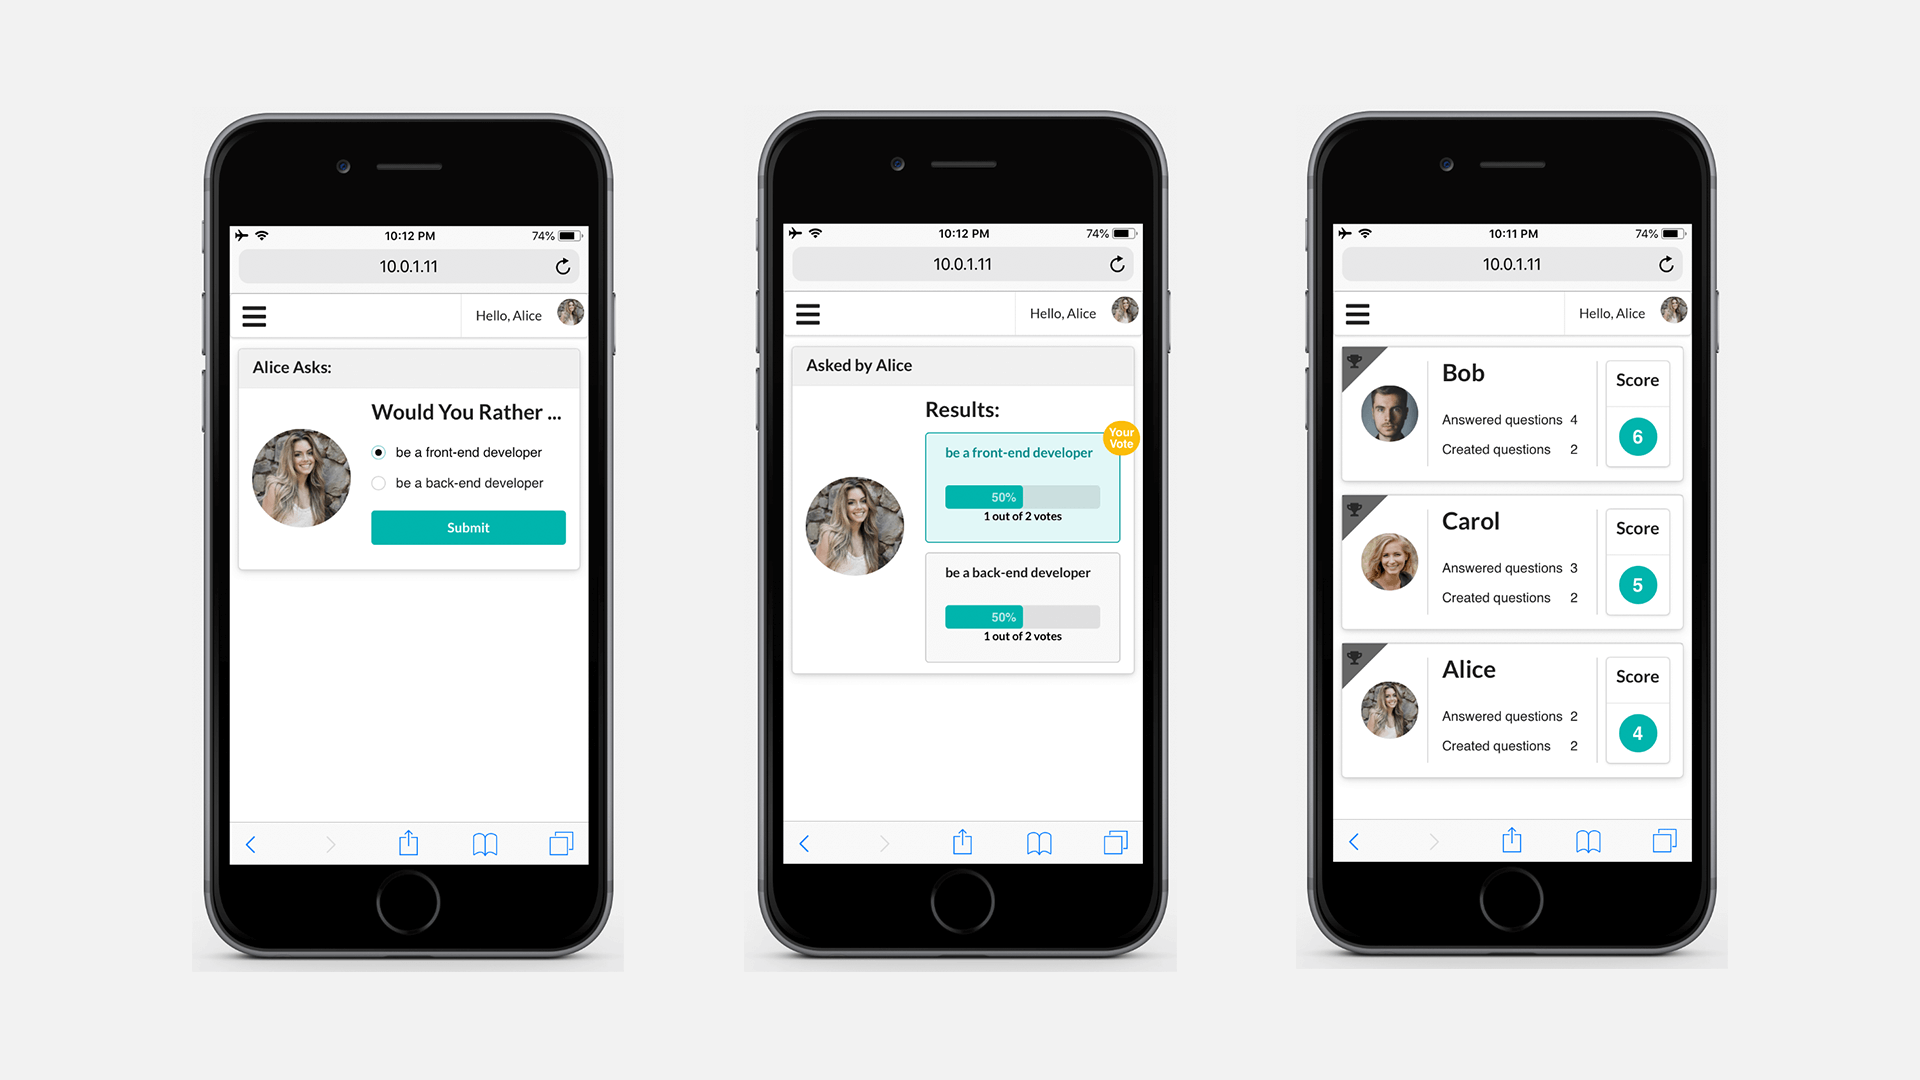 10:12 PM
74%
10.0.1.11
Hello, Alice
Alice Asks:
Would You Rather ...
be a front-end developer
be a back-end developer
Submit
10:12 PM
74%
10.0.1.11
Hello, Alice
Asked by Alice
Results:
Your
Vote
be a front-end developer
50%
1 out of 2 votes
be a back-end developer
50%
1 out of 2 votes
10:11 PM
74%
10.0.1.11
Hello, Alice
Bob
Answered questions 4
Created questions 2
Score
6
Carol
Answered questions 3
Created questions 2
Score
5
Alice
Answered questions 2
Created questions 2
Score
4